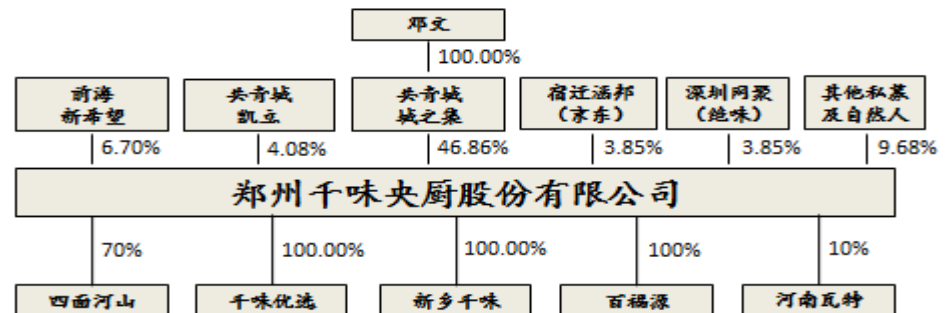 邓文
100.00%
前海 共青城 共青城 宿迁涵邦 深圳网聚 其他私募
新希望 凯立 城之集 (京东) (绝味) 及自然人
6.70% 4.08% 46.86% 3.85% 3.85% 9.68%
郑州千味央厨股份有限公司
70% 100.00% 100.00% 100% 10%
四面河山 千味优选 新乡千味 百福源 河南瓦特